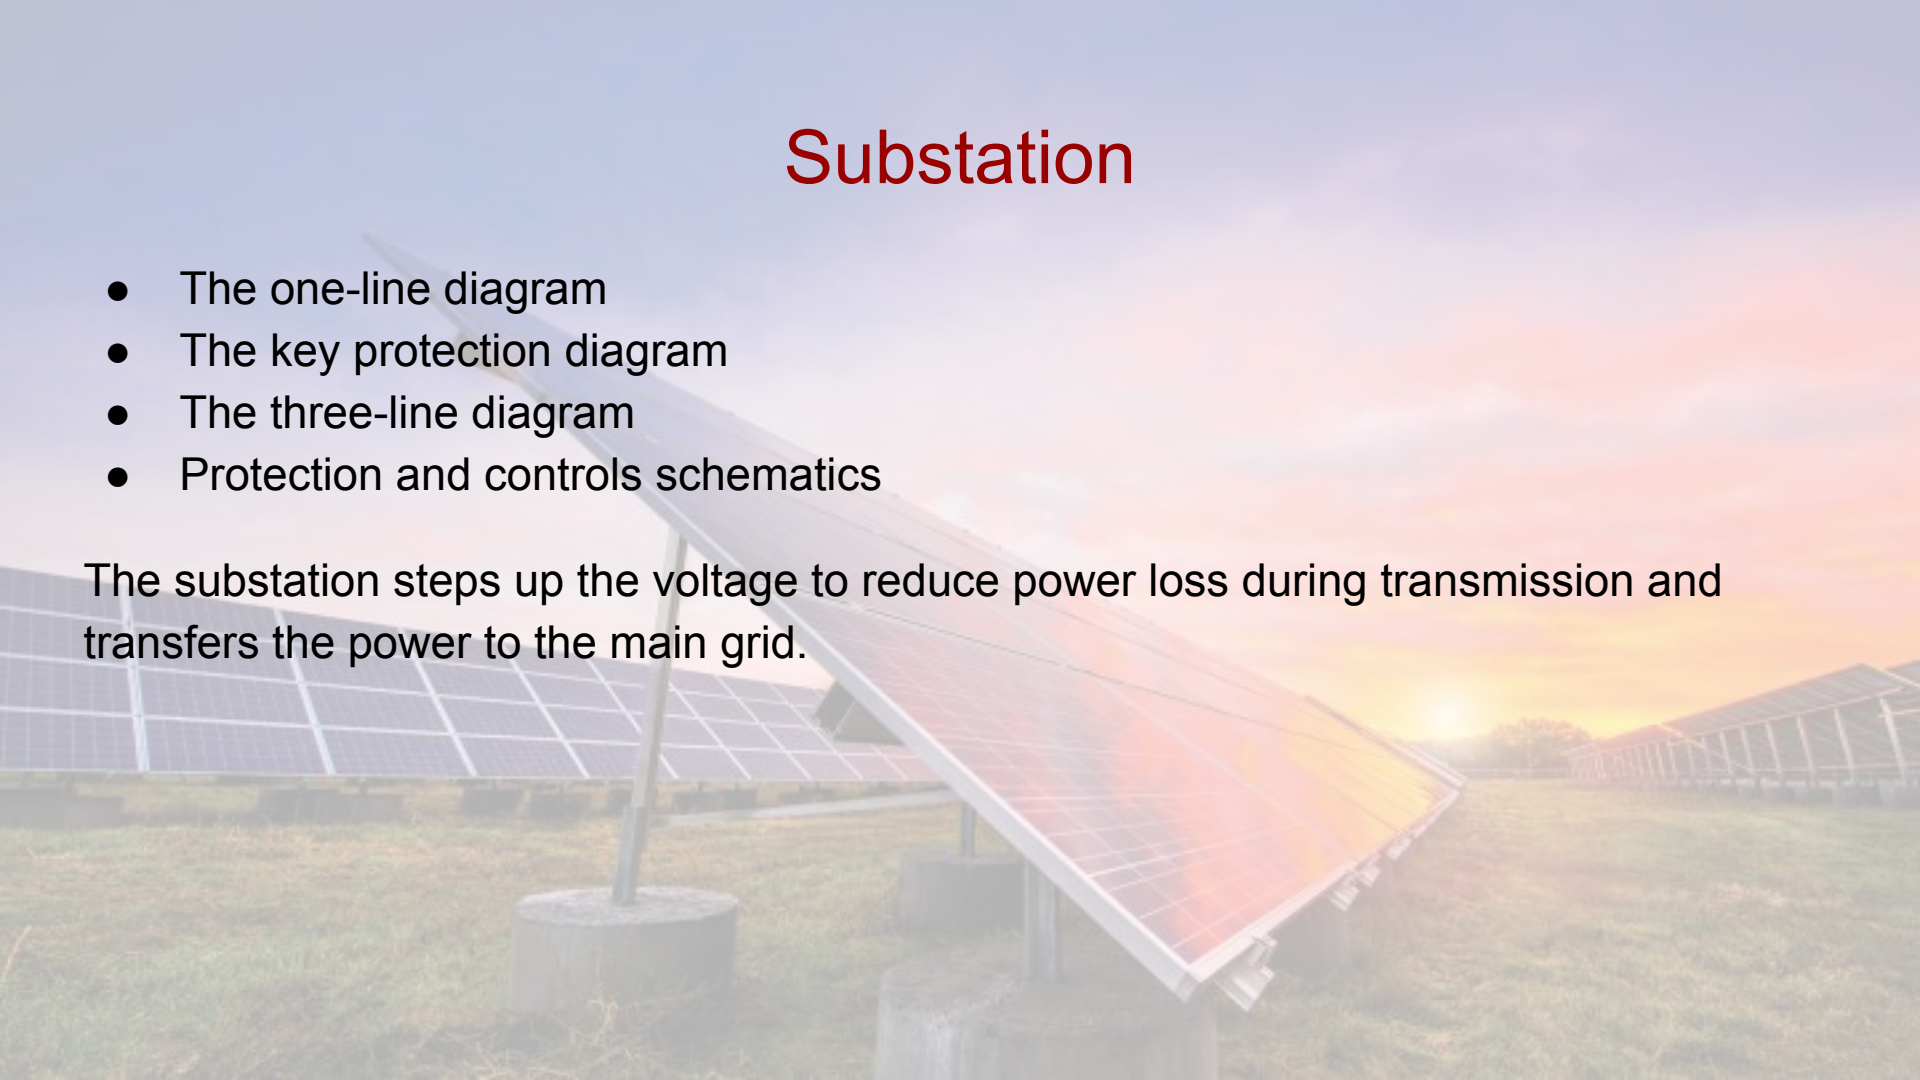 Substation
● The one-line diagram
● The key protection diagram
● The three-line diagram
● Protection and controls schematics
The substation steps up the voltage to reduce power loss during transmission and
transfers the power to the main grid.